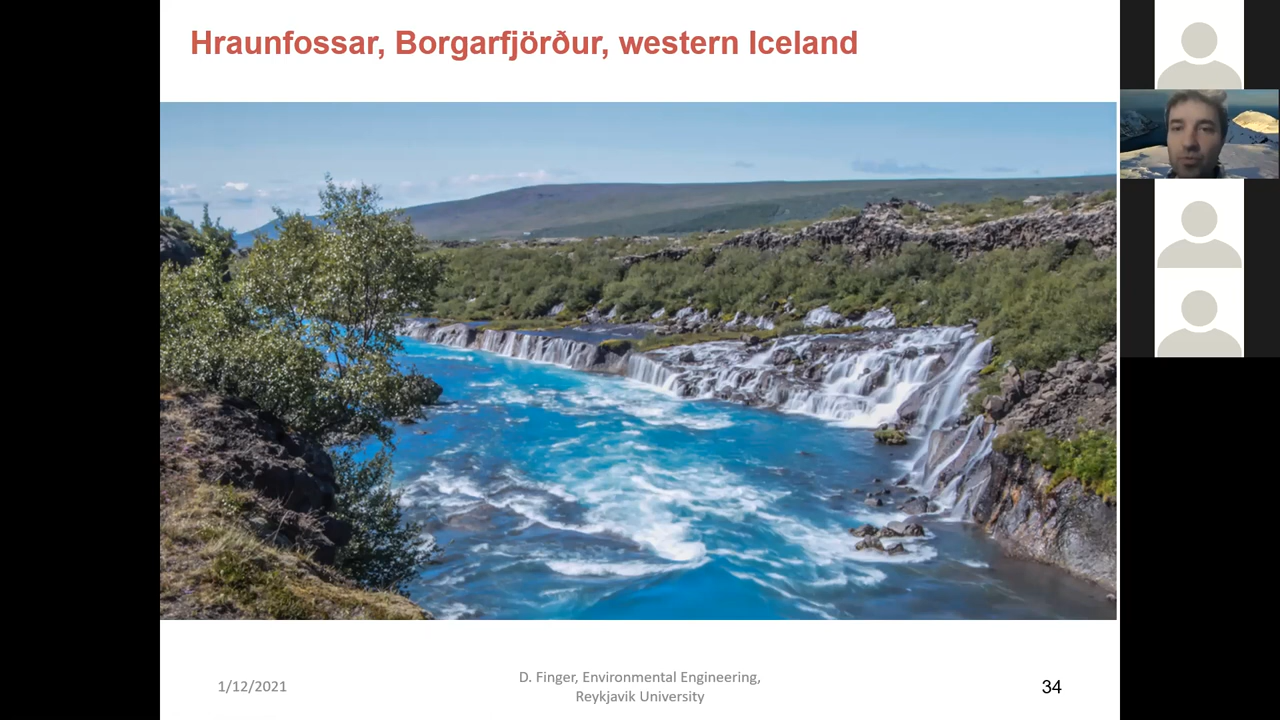 Hraunfossar, Borgarfjörður, western Iceland
1/12/2021
D. Finger, Environmental Engineering,
Reykjavik University
34